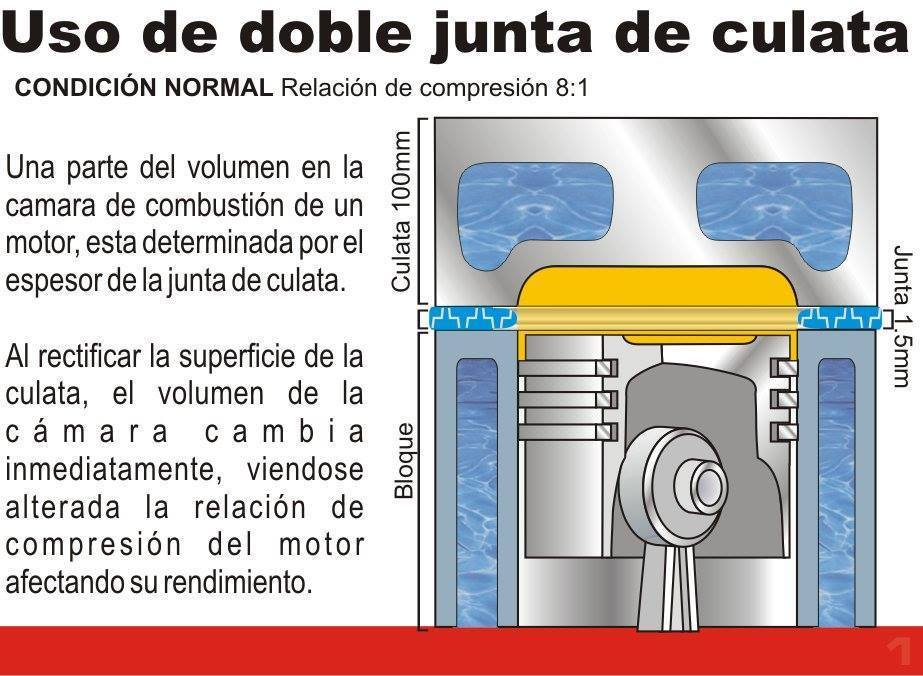 Uso de doble junta de culata
CONDICIÓN NORMAL Relación de compresión 8:1
Una parte del volumen en la
camara de combustión de un
motor, esta determinada por el
espesor de la junta de culata.
Al rectificar la superficie de la
culata, el volumen de la
cámara cambia
inmediatamente, viendose
alterada la relación de
compresión del motor
afectando su rendimiento.
Culata 100mm
Bloque
Junta 1.5mm
1